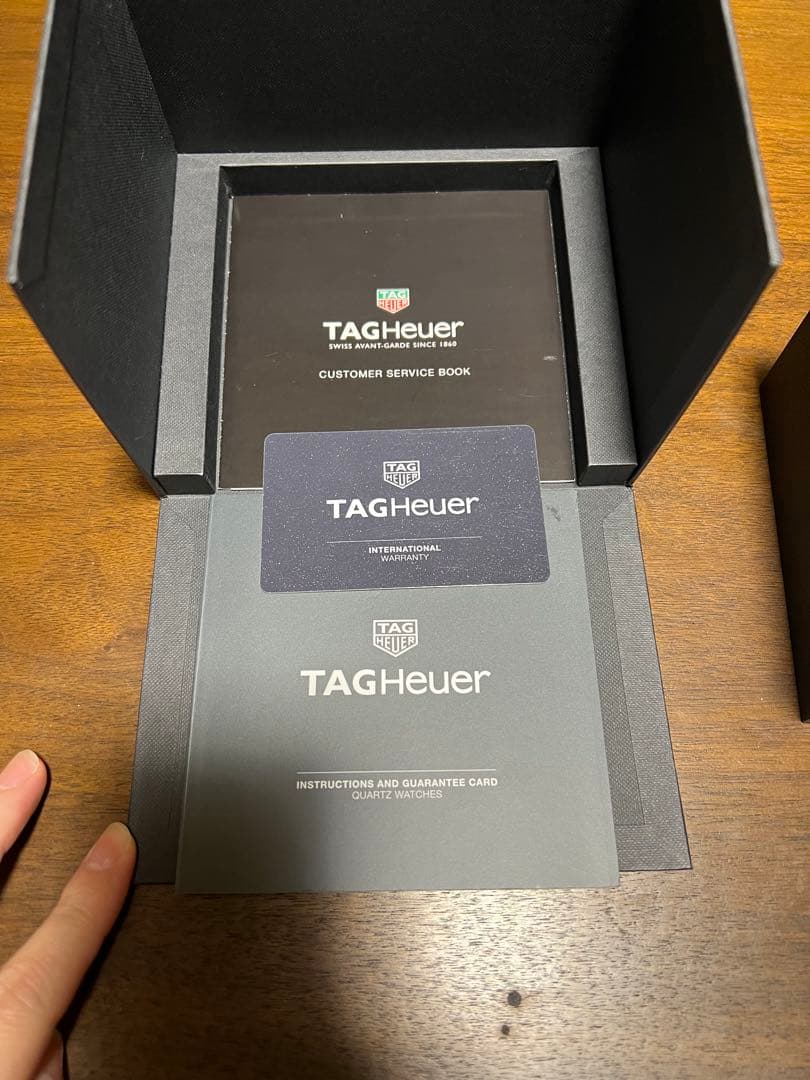 TAG
HEUER
TAGHeuer
SWISS AVANT-GARDE SINCE 1860
CUSTOMER SERVICE BOOK
TAG
HEUER
TAGHeuer
INTERNATIONAL
WARRANTY
TAG
HEUER
TAGHeuer
INSTRUCTIONS AND GUARANTEE CARD
QUARTZ WATCHES